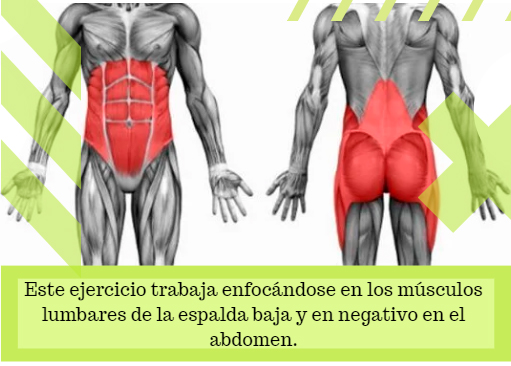 Este ejercicio trabaja enfocándose en los músculos
lumbares de la espalda baja y en negativo en el
abdomen.